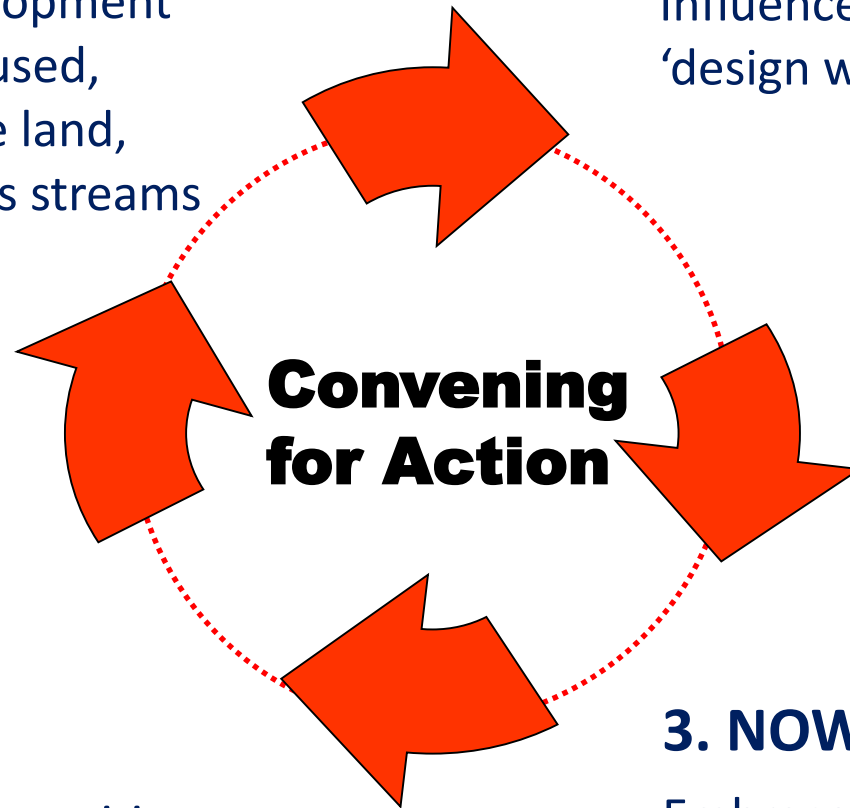 opment
used,
e land,
s streams
influence
‘design w
Convening
for Action
3. NOW